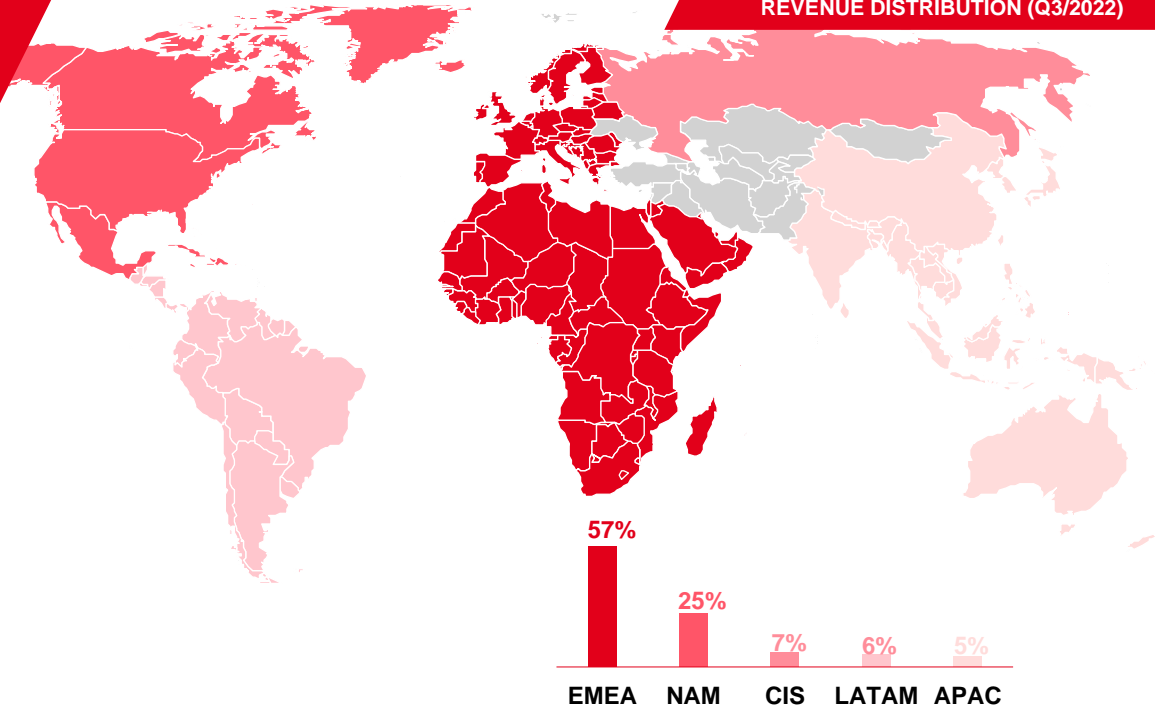 REVENUE DISTRIBUTION (Q3/2022)
57%
25%
7%
6%
5%
EMEA NAM CIS LATAM APAC